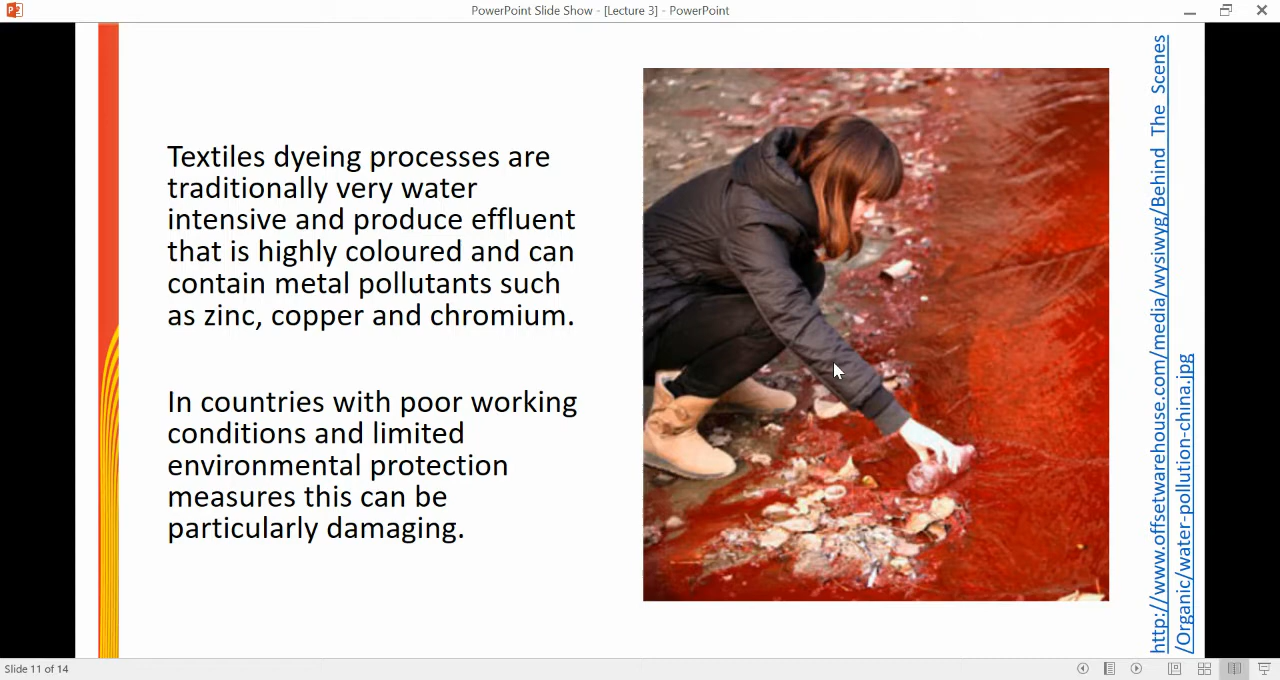 PowerPoint Slide Show - [Lecture 3] - PowerPoint
Textiles dyeing processes are
traditionally very water
intensive and produce effluent
that is highly coloured and can
contain metal pollutants such
as zinc, copper and chromium.
In countries with poor working
conditions and limited
environmental protection
measures this can be
particularly damaging.
http://www.offsetwarehouse.com/media/wysiwyg/Behind The Scenes
/Organic/water-pollution-china.jpg
Slide 11 of 14